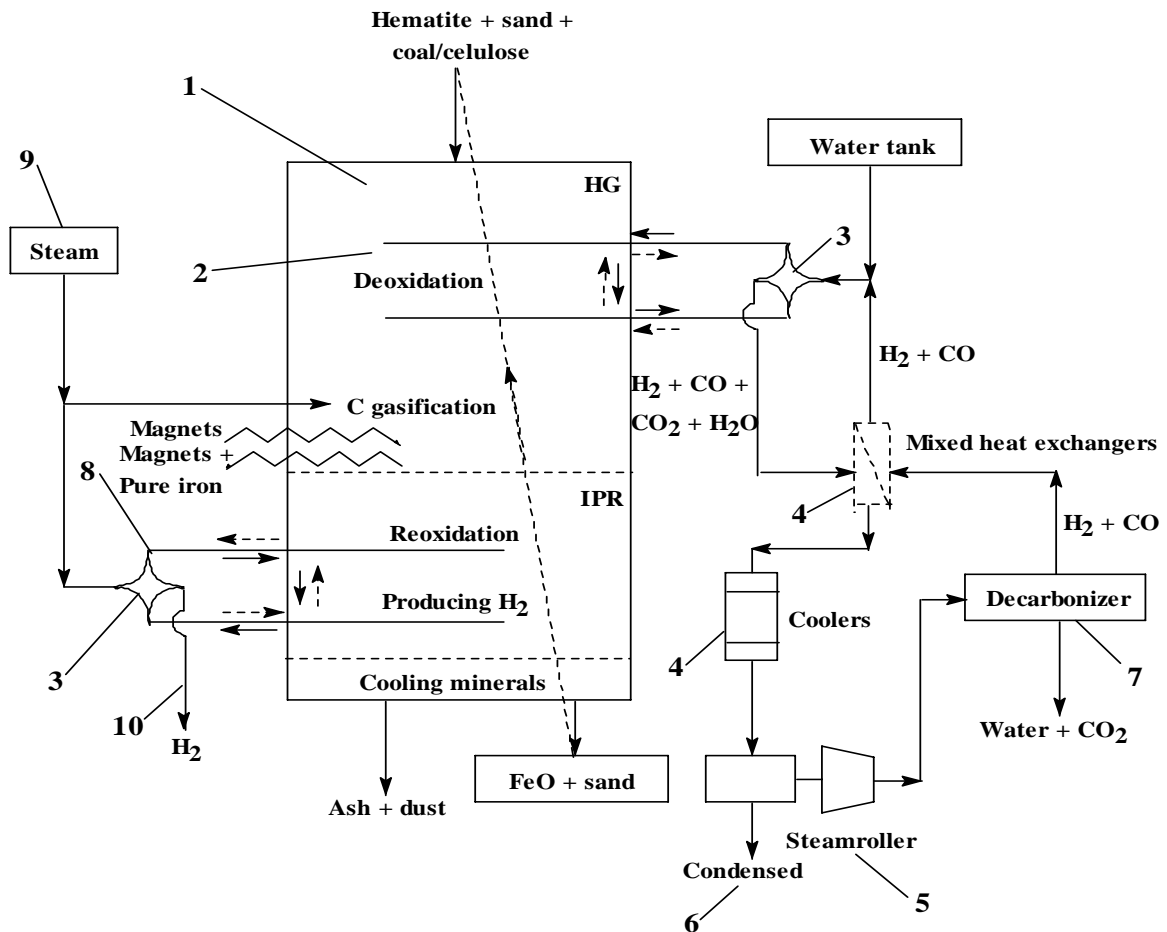 Hematite + sand +
coal/celulose
1
HG
Water tank
9
Steam
2
3
Deoxidation
H2 + CO
H2 + CO +
CO2 + H2O
C gasification
Magnets
Magnets +
Pure iron
Mixed heat exchangers
8
IPR
4
H2 + CO
Reoxidation
Producing H2
Decarbonizer
Coolers
3
4
7
Cooling minerals
10
H2
Water + CO2
FeO + sand
Ash + dust
Steamroller
Condensed
5
6